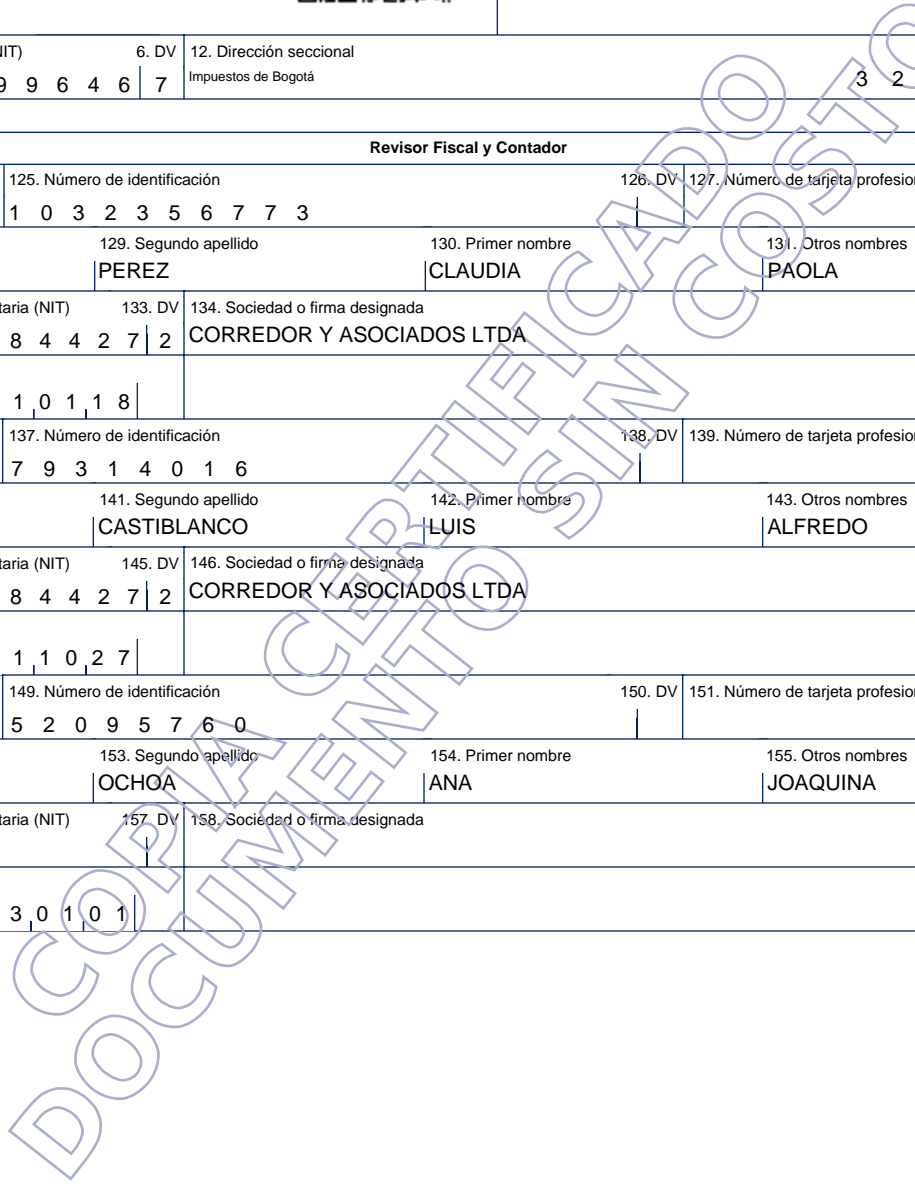 IIT) 6. DV 12. Dirección seccional
9 9 6 4 6 7 Impuestos de Bogotá 3 2
Revisor Fiscal y Contador
125. Número de identificación 126. DV 127. Número de tarjeta profesion
1 0 3 2 3 5 6 7 7 3
129. Segundo apellido 130. Primer nombre 131. Otros nombres
PEREZ CLAUDIA PAOLA
taria (NIT) 133. DV 134. Sociedad o firma designada
8 4 4 2 7 2 CORREDOR Y ASOCIADOS LTDA
1 0 1 1 8
137. Número de identificación 138. DV 139. Número de tarjeta profesion
7 9 3 1 4 0 1 6
141. Segundo apellido 142. Primer nombre 143. Otros nombres
CASTIBLANCO LUIS ALFREDO
taria (NIT) 145. DV 146. Sociedad o firma designada
8 4 4 2 7 2 CORREDOR Y ASOCIADOS LTDA
1 1 0 2 7
149. Número de identificación 150. DV 151. Número de tarjeta profesion
5 2 0 9 5 7 6 0
153. Segundo apellido 154. Primer nombre 155. Otros nombres
OCHOA ANA JOAQUINA
taria (NIT) 157. DV 158. Sociedad o firma designada
3 0 1 0 1
COPIA CERTIFICADO
DOCUMENTO SIN COSTO